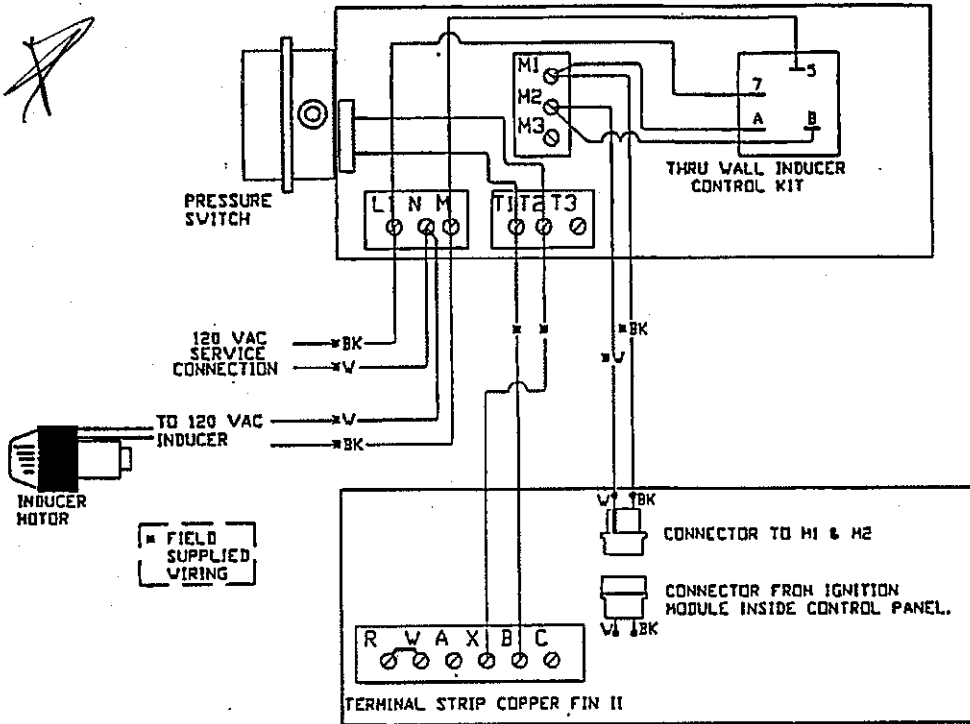 M1
M2
M3
7
5
A
B
THRU WALL INDUCER
CONTROL KIT
PRESSURE
SWITCH
L1 N M
T1 T2 T3
120 VAC
SERVICE
CONNECTION
*BK
*W
*BK
*W
TO 120 VAC
INDUCER
*W
*BK
INDUCER
MOTOR
* FIELD
SUPPLIED
WIRING
W BK
CONNECTOR TO M1 & M2
CONNECTOR FROM IGNITION
MODULE INSIDE CONTROL PANEL.
W BK
R W A X B C
TERMINAL STRIP COPPER FIN II